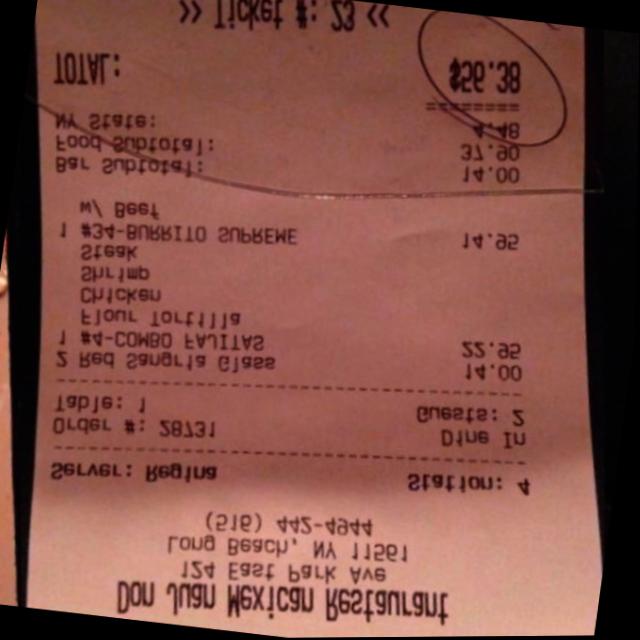 Don Juan Mexican Restaurant
124 East Park Ave
Long Beach, NY 11561
(516) 442-4944
Server: Regina Station: 4
Order #: 28731 Dine In
Table: 1 Guests: 2
2 Red Sangria Glass 14.00
1 #4-COMBO FAJITAS 22.95
Flour Tortilla
Chicken
Shrimp
Steak
1 #34-BURRITO SUPREME 14.95
w/ Beef
Bar Subtotal: 14.00
Food Subtotal: 37.90
NY State: 4.48
TOTAL: $56.38
>> Ticket #: 23 <<